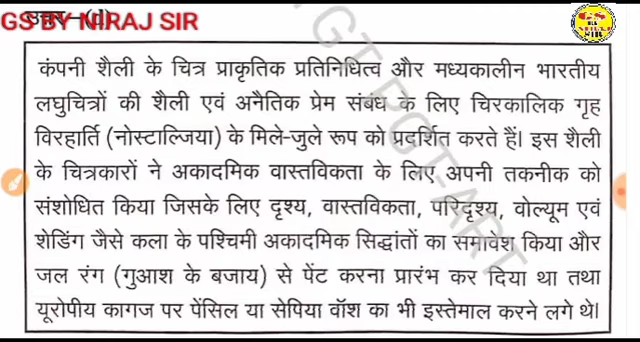 उत्तर–(d)
GS BY NIRAJ SIR
कंपनी शैली के चित्र प्राकृतिक प्रतिनिधित्व और मध्यकालीन भारतीय
लघुचित्रों की शैली एवं अनैतिक प्रेम संबंध के लिए चिरकालिक गृह
विरहार्ति (नोस्टाल्जिया) के मिले-जुले रूप को प्रदर्शित करते हैं। इस शैली
के चित्रकारों ने अकादमिक वास्तविकता के लिए अपनी तकनीक को
संशोधित किया जिसके लिए दृश्य, वास्तविकता, परिदृश्य, वोल्यूम एवं
शेडिंग जैसे कला के पश्चिमी अकादमिक सिद्धांतों का समावेश किया और
जल रंग (गुआश के बजाय) से पेंट करना प्रारंभ कर दिया था तथा
यूरोपीय कागज पर पेंसिल या सेपिया वॉश का भी इस्तेमाल करने लगे थे।